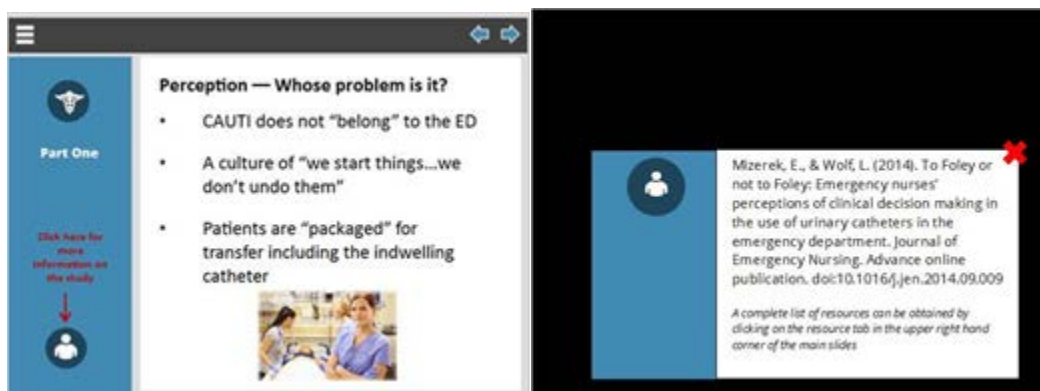 Part One
Click here for
more
information on
the study
Perception — Whose problem is it?
• CAUTI does not “belong” to the ED
• A culture of “we start things...we
don’t undo them”
• Patients are “packaged” for
transfer including the indwelling
catheter
Mizerek, E., & Wolf, L. (2014). To Foley or
not to Foley: Emergency nurses’
perceptions of clinical decision making in
the use of urinary catheters in the
emergency department. Journal of
Emergency Nursing. Advance online
publication. doi:10.1016/j.jen.2014.09.009
A complete list of resources can be obtained by
clicking on the resource tab in the upper right hand
corner of the main slides